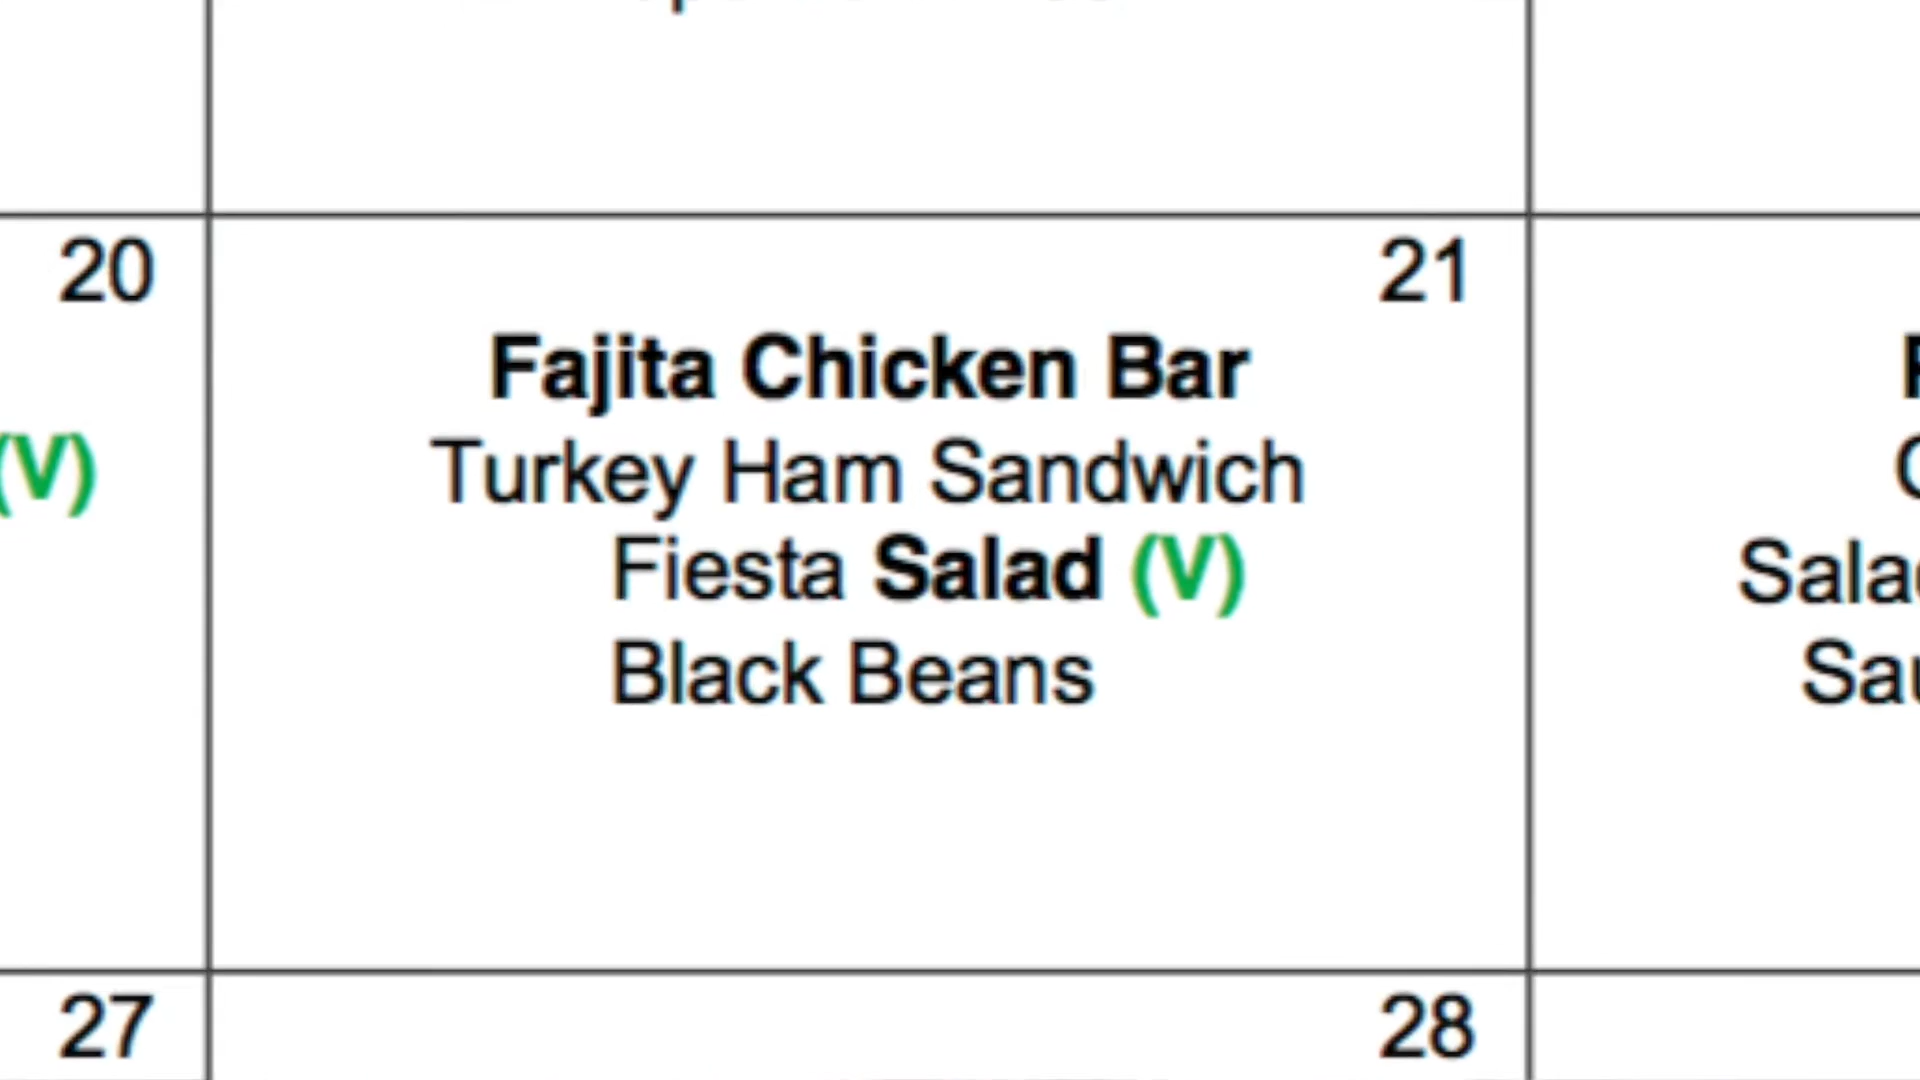 20
21
Fajita Chicken Bar
(V)
Turkey Ham Sandwich
Fiesta Salad (V)
Black Beans
27
28